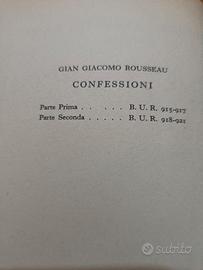 GIAN GIACOMO ROUSSEAU
CONFESSIONI
Parte Prima . . . . . B. U. R. 915-917
Parte Seconda . . . . . B. U. R. 918-921
subito